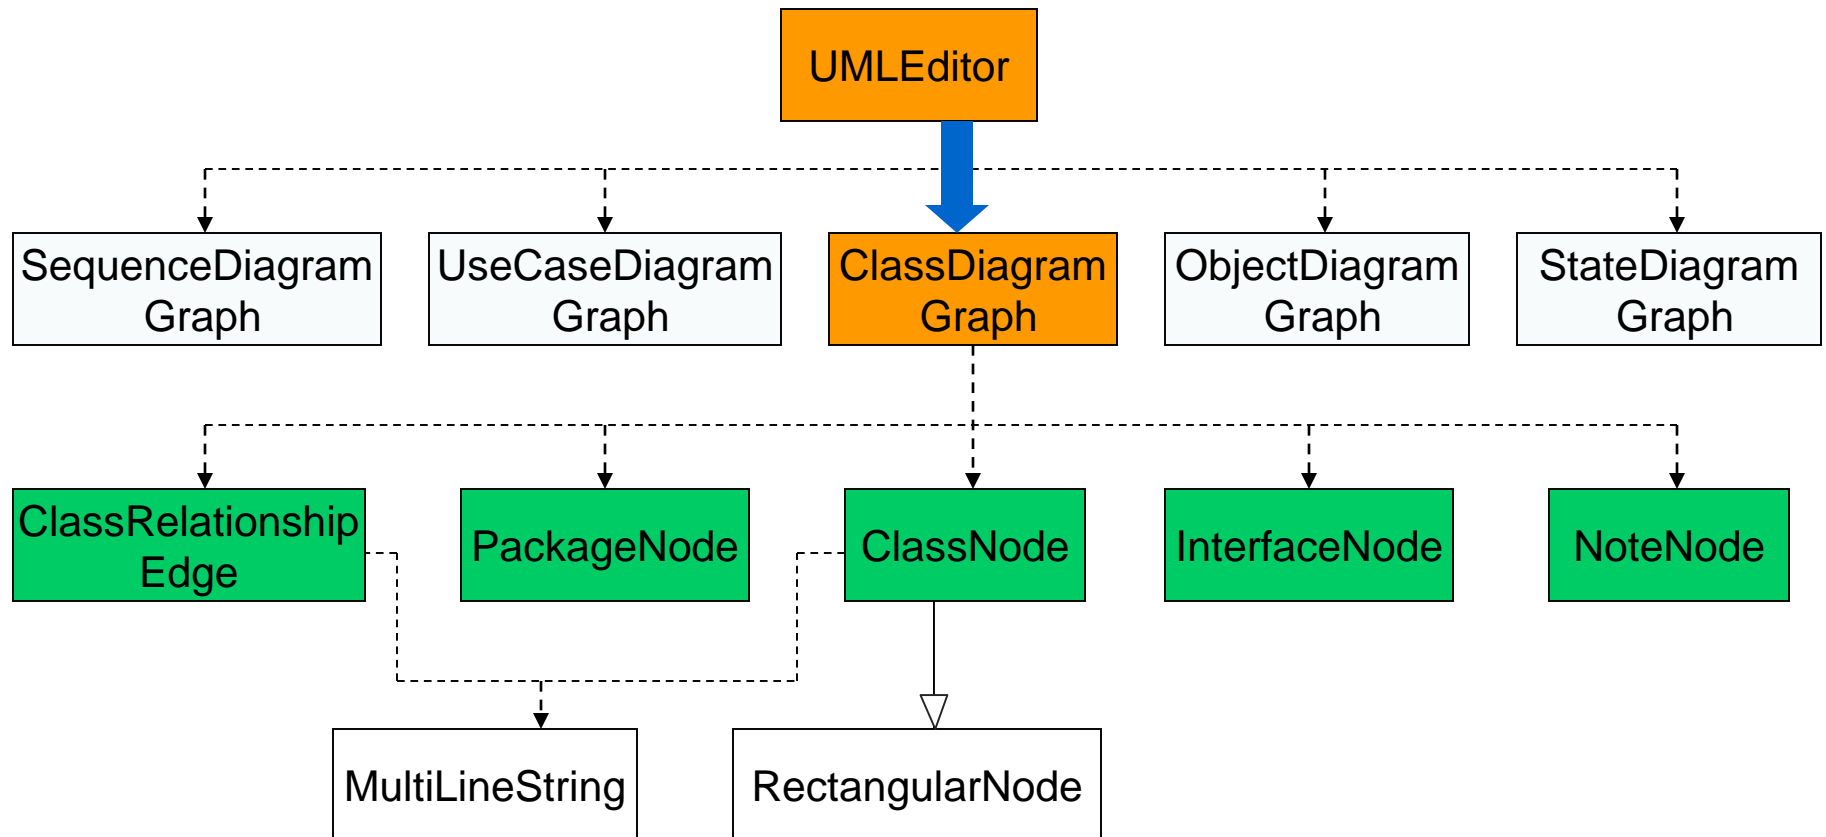 UMLEditor
SequenceDiagram
Graph
UseCaseDiagram
Graph
ClassDiagram
Graph
ObjectDiagram
Graph
StateDiagram
Graph
ClassRelationship
Edge
PackageNode
ClassNode
InterfaceNode
NoteNode
MultiLineString
RectangularNode